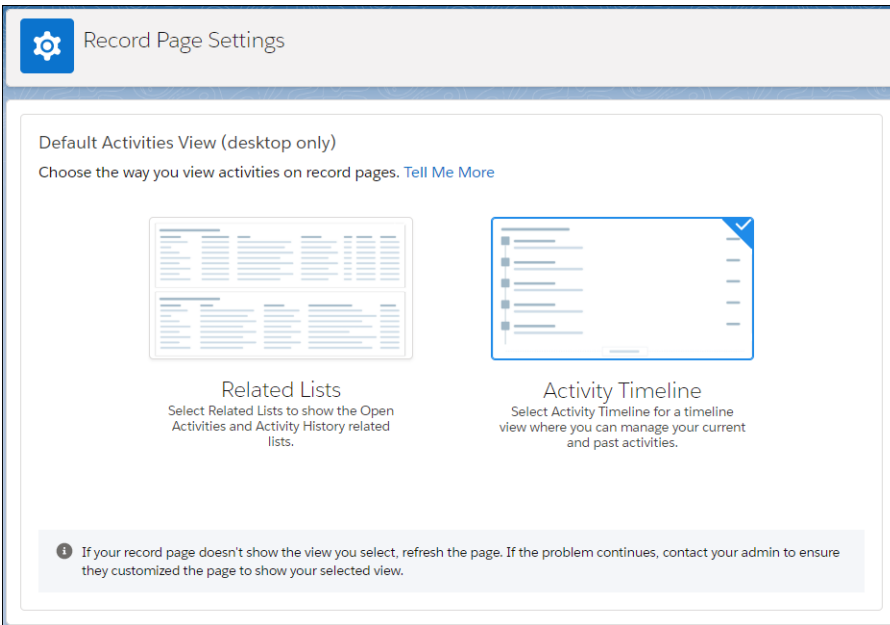 Record Page Settings
Default Activities View (desktop only)
Choose the way you view activities on record pages. Tell Me More
Related Lists
Select Related Lists to show the Open
Activities and Activity History related
lists.
Activity Timeline
Select Activity Timeline for a timeline
view where you can manage your current
and past activities.
If your record page doesn't show the view you select, refresh the page. If the problem continues, contact your admin to ensure
they customized the page to show your selected view.